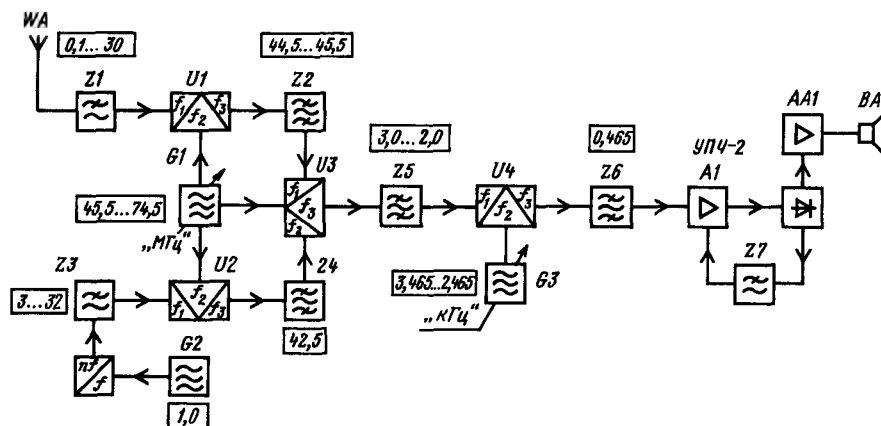 WA
0,1...30
44,5...45,5
Z1
U1
Z2
f₁ f₂ f₃
AA1
BA
G1
3,0...2,0
0,465
УПЧ-2
U3
Z5
U4
Z6
A1
f₁ f₃ f₂
f₁ f₂ f₃
45,5...74,5
„МГц“
Z3
U2
24
3,465...2,465
G3
Z7
3...32
f₁ f₂ f₃
„кГц“
G2
42,5
nf
f
1,0